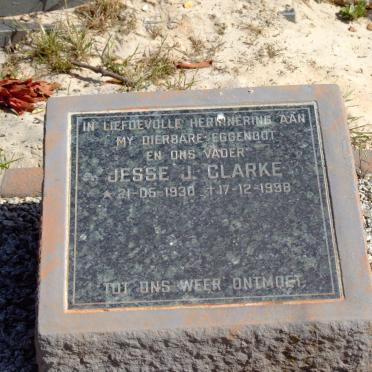 IN LIEFDEVOLLE HERINNERING AAN
MY DIERBARE EGGENOOT
EN ONS VADER
JESSE J. CLARKE
* 21-05-1930 † 17-12-1998
TOT ONS WEER ONTMOET